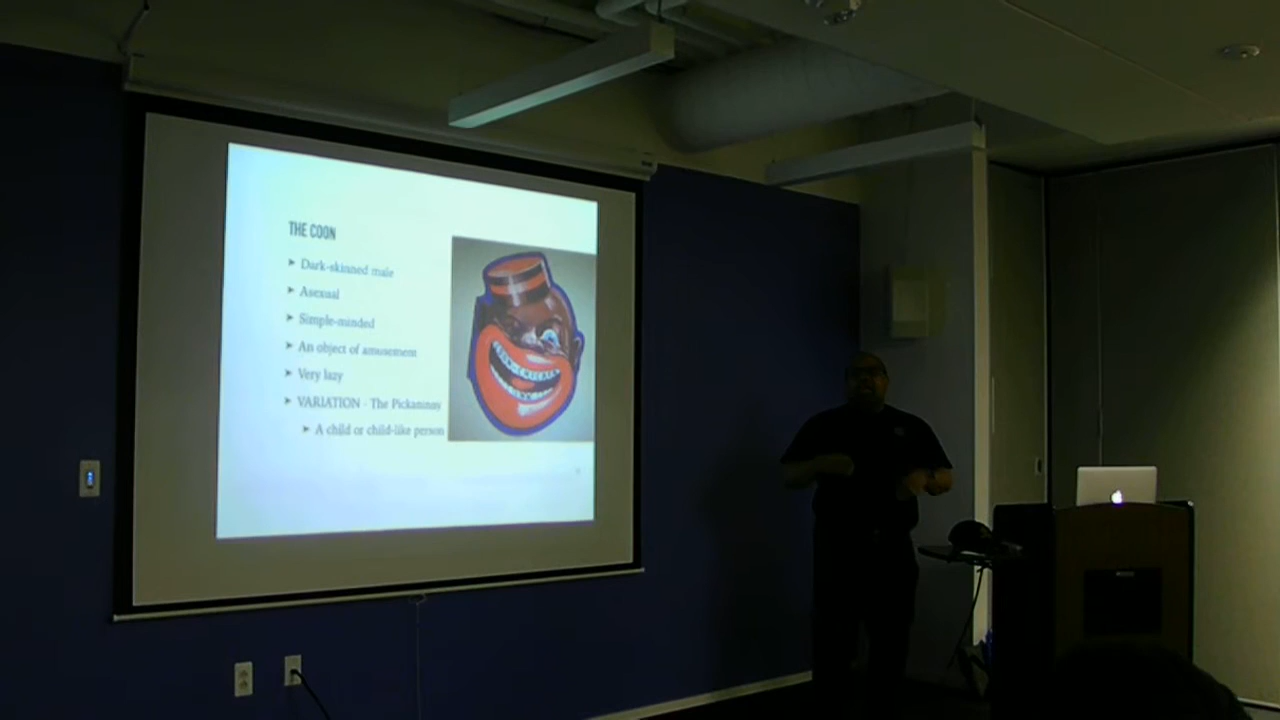 THE COON
➤ Dark-skinned male
➤ Asexual
➤ Simple-minded
➤ An object of amusement
➤ Very lazy
➤ VARIATION - The Pickaninny
➤ A child or child-like person